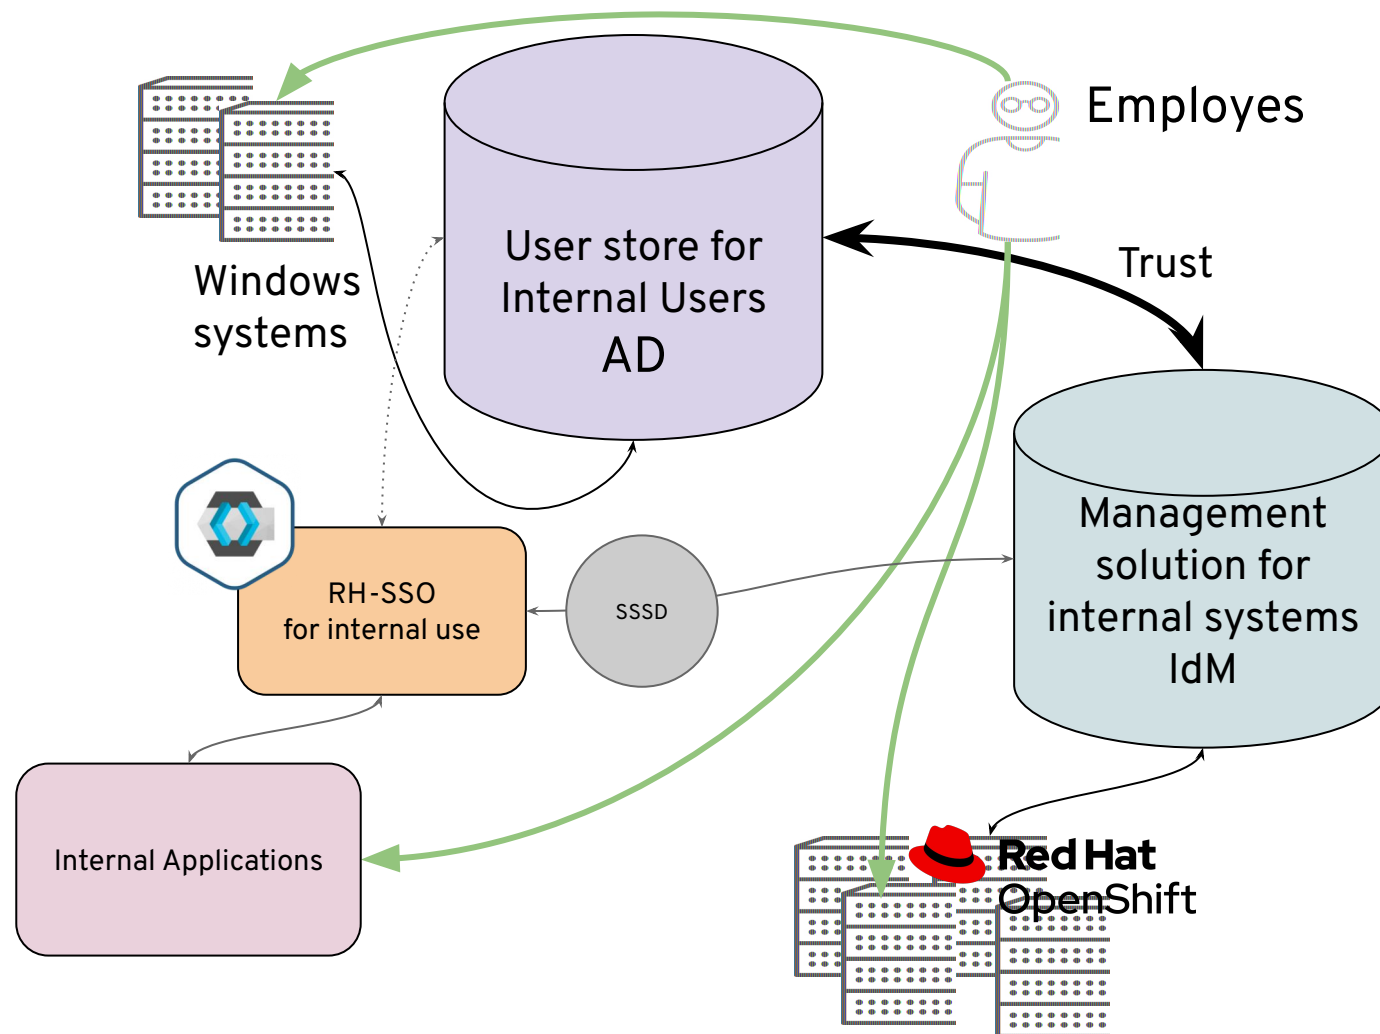 Employes
User store for
Internal Users
AD
Trust
Windows
systems
Management
solution for
internal systems
IdM
RH-SSO
for internal use
SSSD
Internal Applications
Red Hat
OpenShift